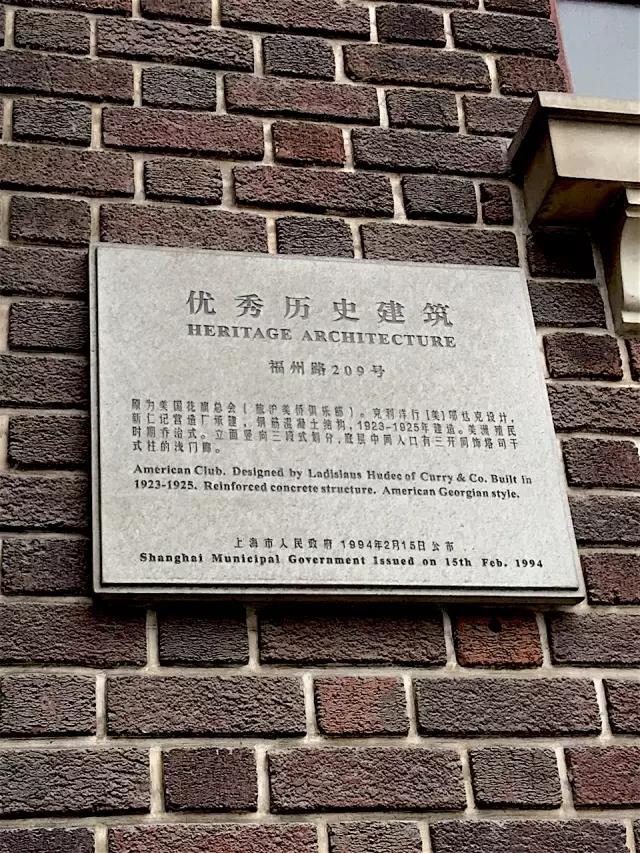 优秀历史建筑
HERITAGE ARCHITECTURE
福州路209号
原为美国花旗总会(旅沪美侨俱乐部)。克利洋行[美]邬达克设计,
新仁记营造厂承建,钢筋混凝土结构,1923-1925年建造。美洲殖民
时期乔治式。立面竖向三段式划分,底层中间入口有三开间饰塔司干
式柱的浅门廊。
American Club. Designed by Ladislaus Hudec of Curry & Co. Built in
1923-1925. Reinforced concrete structure. American Georgian style.
上海市人民政府 1994年2月15日公布
Shanghai Municipal Government Issued on 15th Feb. 1994